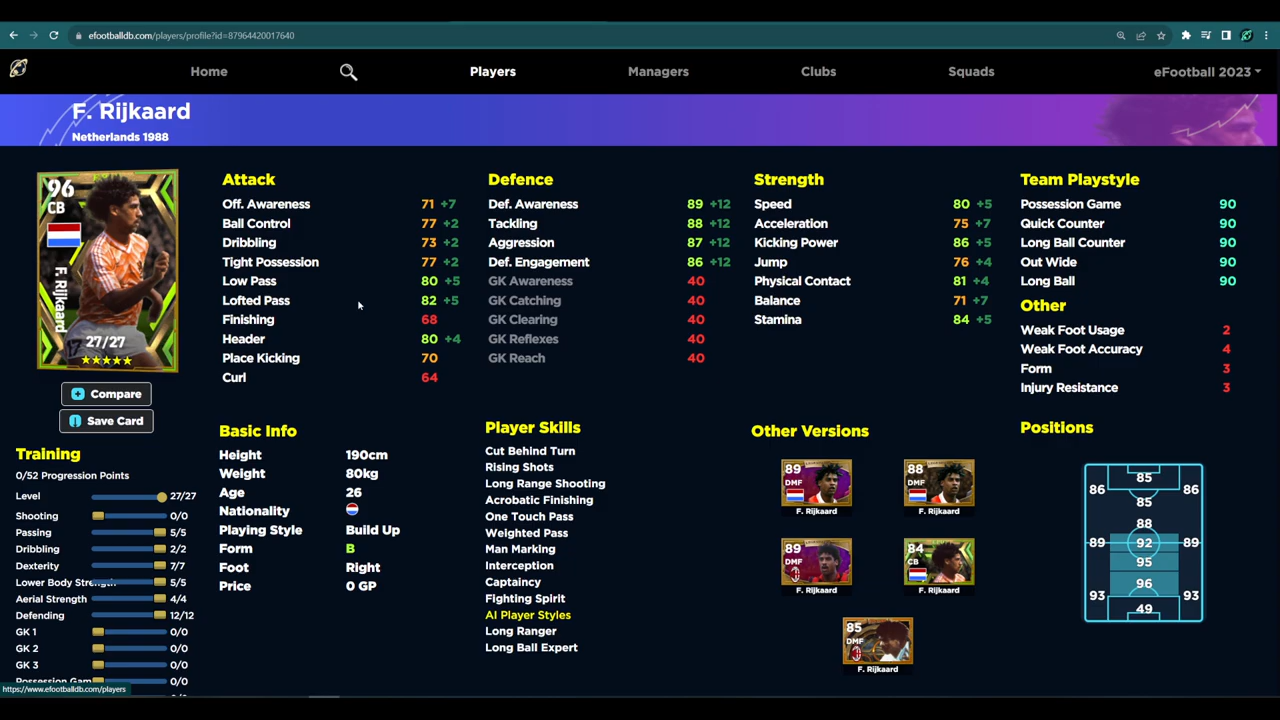 efootballdb.com/players/profile?id=87964420017640
Home Players Managers Clubs Squads eFootball 2023
F. Rijkaard
Netherlands 1988
96
CB
F. Rijkaard
27/27
Compare
Save Card
Training
0/52 Progression Points
Level 27/27
Shooting 0/0
Passing 5/5
Dribbling 2/2
Dexterity 7/7
Lower Body Strength 5/5
Aerial Strength 4/4
Defending 12/12
GK 1 0/0
GK 2 0/0
GK 3 0/0
Possession Gam 0/0
https://www.efootballdb.com/players
Attack
Off. Awareness 71 +7
Ball Control 77 +2
Dribbling 73 +2
Tight Possession 77 +2
Low Pass 80 +5
Lofted Pass 82 +5
Finishing 68
Header 80 +4
Place Kicking 70
Curl 64
Defence
Def. Awareness 89 +12
Tackling 88 +12
Aggression 87 +12
Def. Engagement 86 +12
GK Awareness 40
GK Catching 40
GK Clearing 40
GK Reflexes 40
GK Reach 40
Strength
Speed 80 +5
Acceleration 75 +7
Kicking Power 86 +5
Jump 76 +4
Physical Contact 81 +4
Balance 71 +7
Stamina 84 +5
Team Playstyle
Possession Game 90
Quick Counter 90
Long Ball Counter 90
Out Wide 90
Long Ball 90
Other
Weak Foot Usage 2
Weak Foot Accuracy 4
Form 3
Injury Resistance 3
Basic Info
Height 190cm
Weight 80kg
Age 26
Nationality
Playing Style Build Up
Form B
Foot Right
Price 0 GP
Player Skills
Cut Behind Turn
Rising Shots
Long Range Shooting
Acrobatic Finishing
One Touch Pass
Weighted Pass
Man Marking
Interception
Captaincy
Fighting Spirit
AI Player Styles
Long Ranger
Long Ball Expert
Other Versions
89
DMF
F. Rijkaard
88
DMF
F. Rijkaard
89
DMF
F. Rijkaard
84
CB
F. Rijkaard
85
DMF
F. Rijkaard
Positions
85
86 86
85
88
89 92 89
95
96
93 93
49